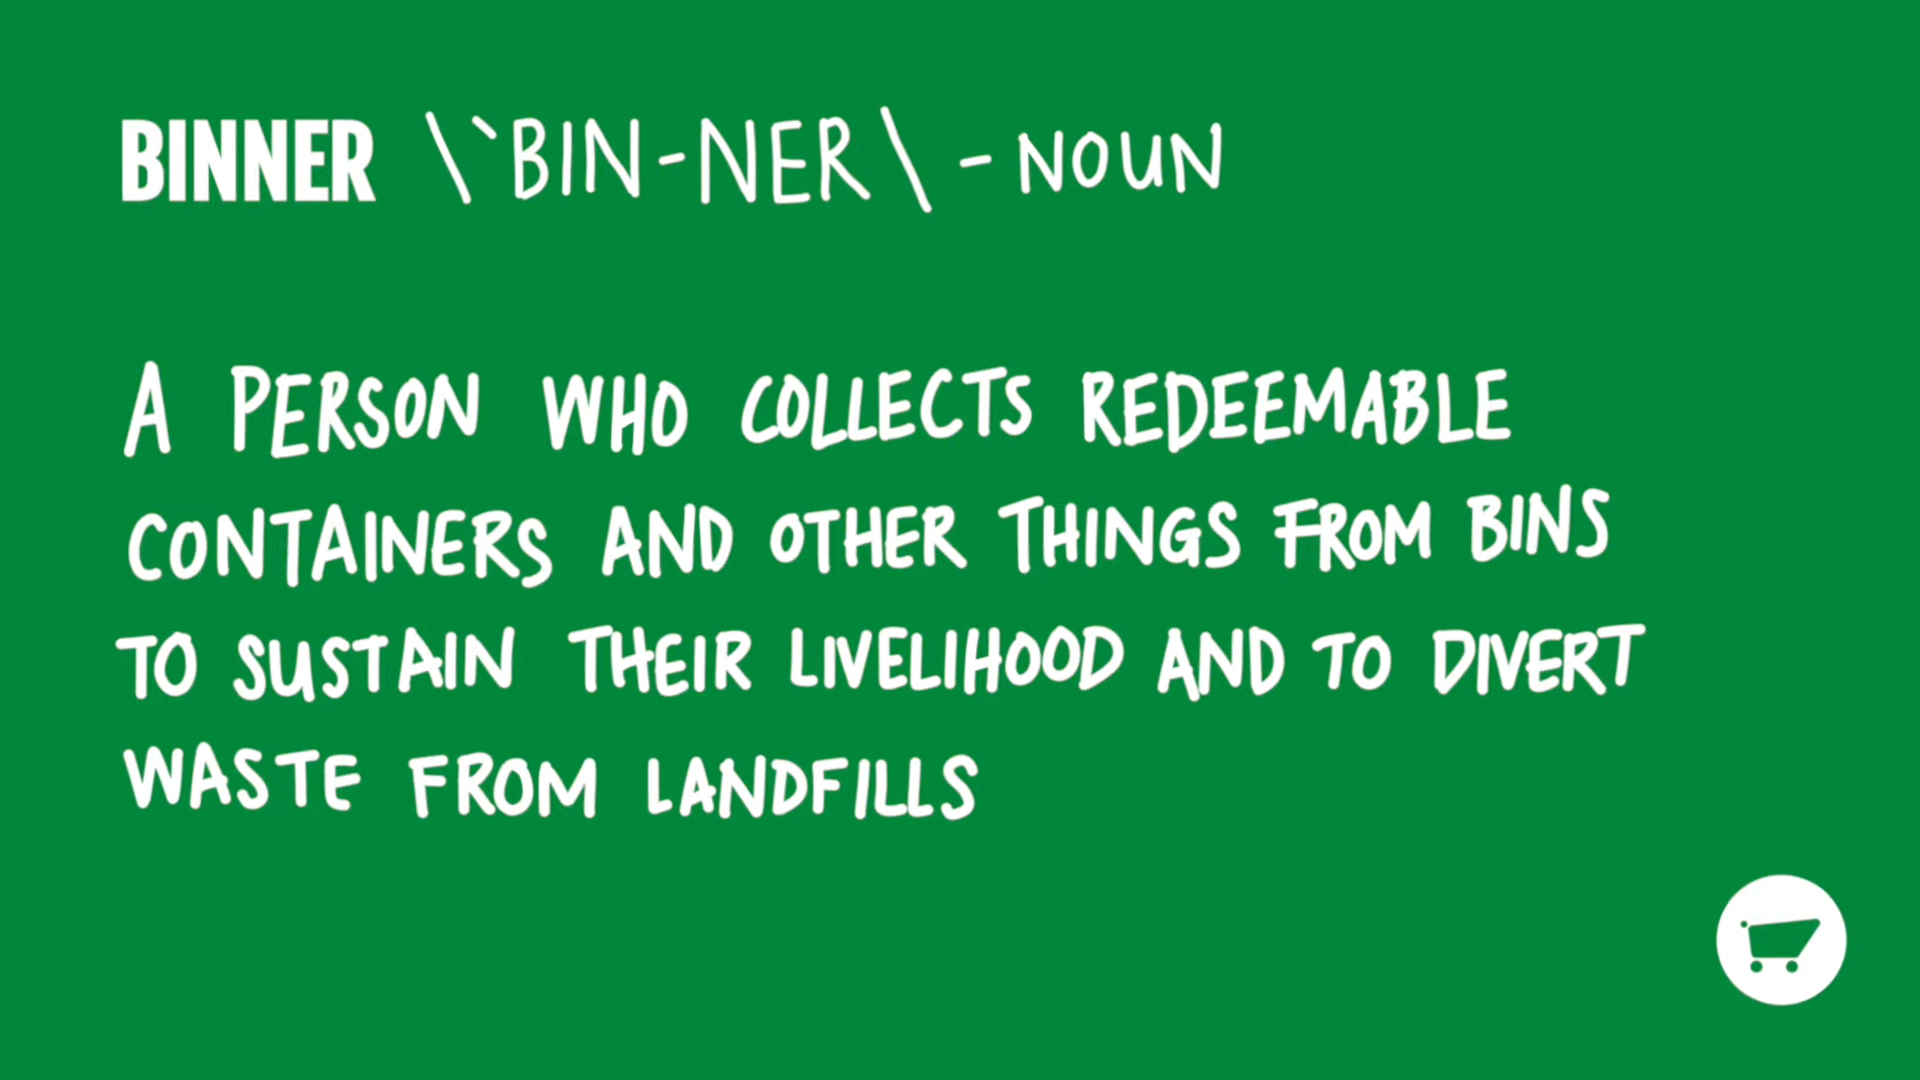 BINNER \`BIN-NER\ - NOUN
A PERSON WHO COLLECTS REDEEMABLE
CONTAINERS AND OTHER THINGS FROM BINS
TO SUSTAIN THEIR LIVELIHOOD AND TO DIVERT
WASTE FROM LANDFILLS